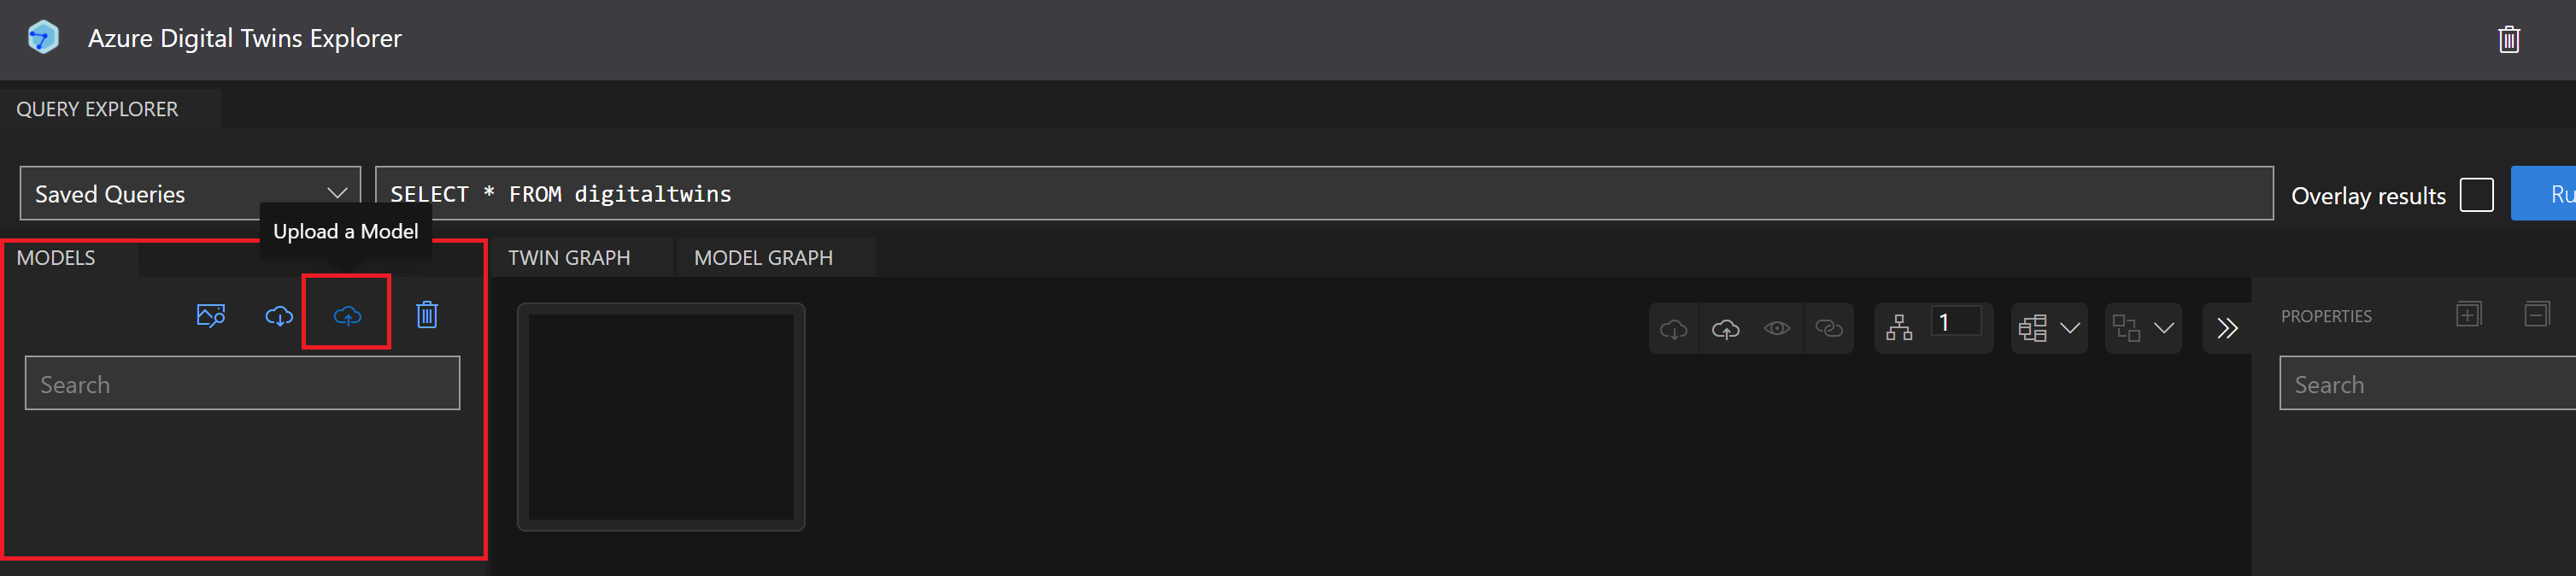 Azure Digital Twins Explorer
QUERY EXPLORER
Saved Queries
SELECT * FROM digitaltwins
Overlay results
Ru
Upload a Model
MODELS
TWIN GRAPH
MODEL GRAPH
1
PROPERTIES
Search
Search